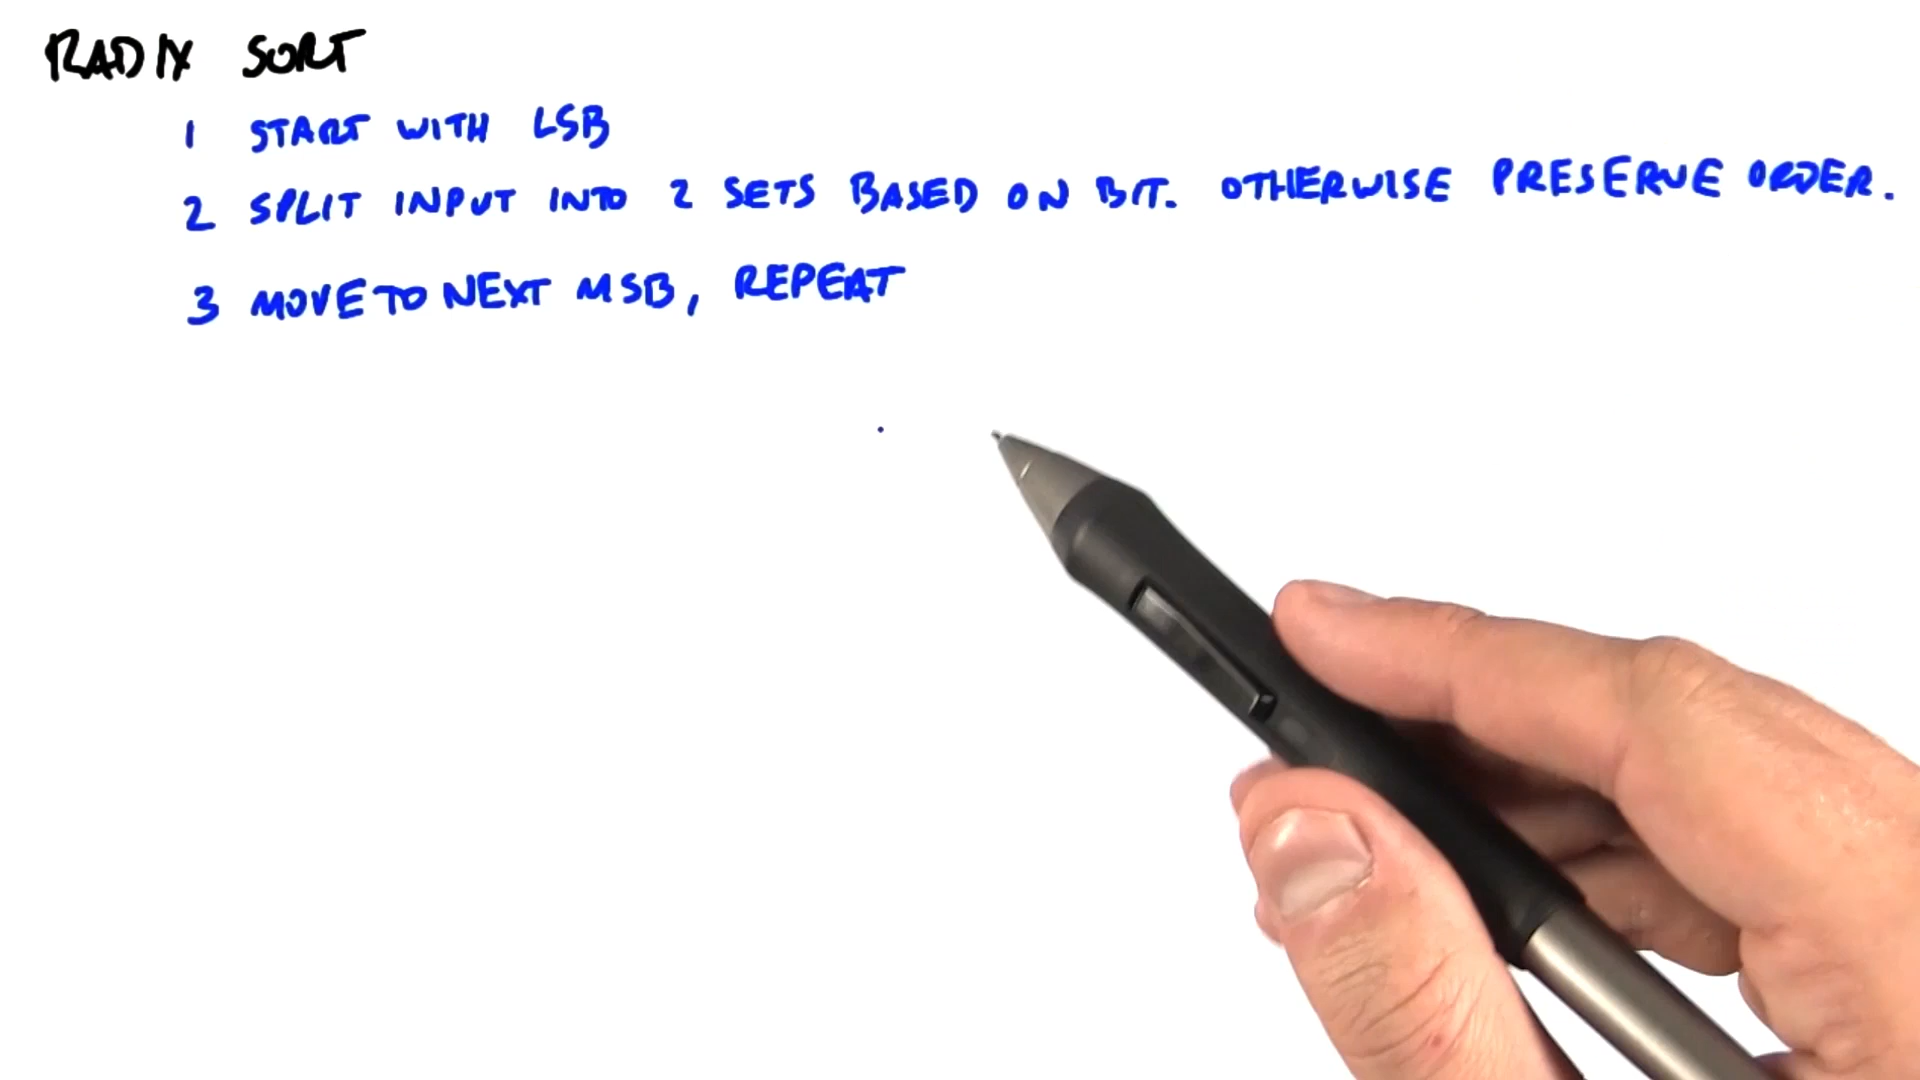 RADIX SORT
1 START WITH LSB
2 SPLIT INPUT INTO 2 SETS BASED ON BIT. OTHERWISE PRESERVE ORDER.
3 MOVE TO NEXT MSB, REPEAT